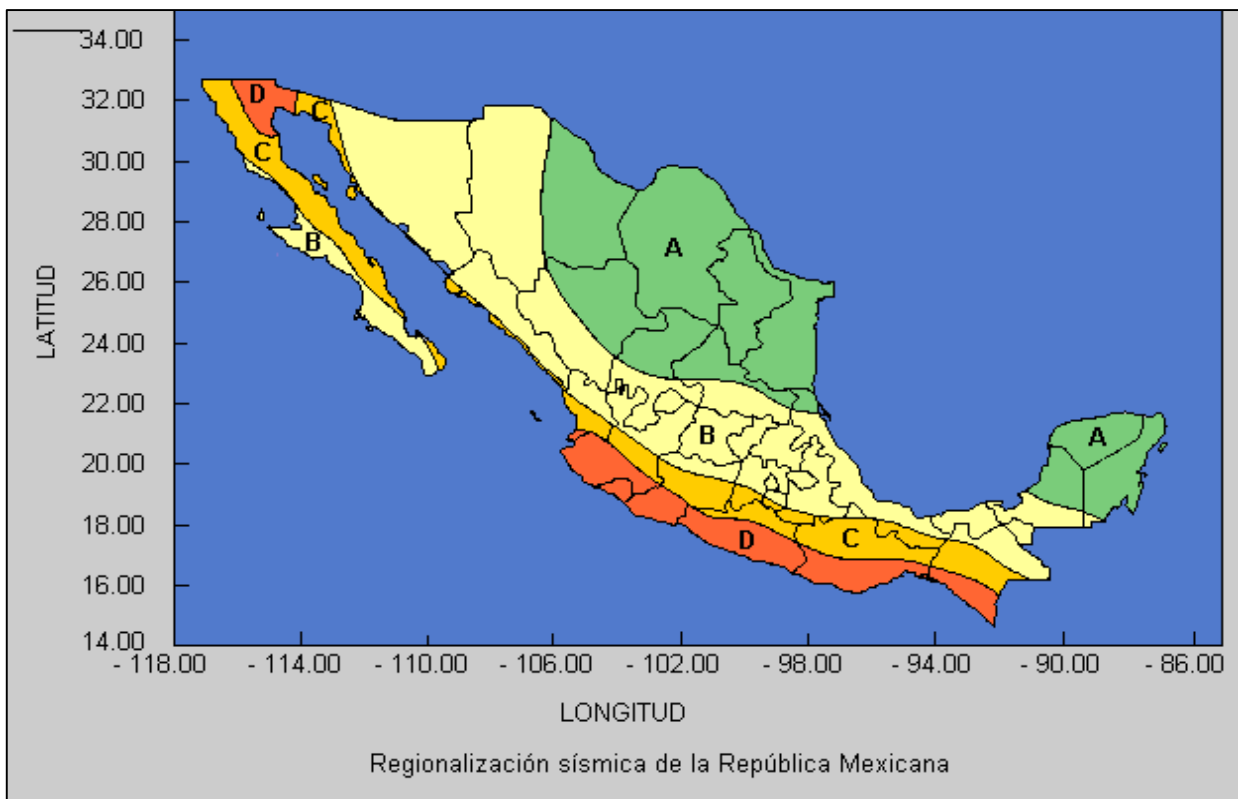 34.00
32.00
30.00
28.00
26.00
24.00
22.00
20.00
18.00
16.00
14.00
LATITUD
D
C
C
B
A
B
A
D
C
- 118.00 - 114.00 - 110.00 - 106.00 - 102.00 - 98.00 - 94.00 - 90.00 - 86.00
LONGITUD
Regionalización sísmica de la República Mexicana